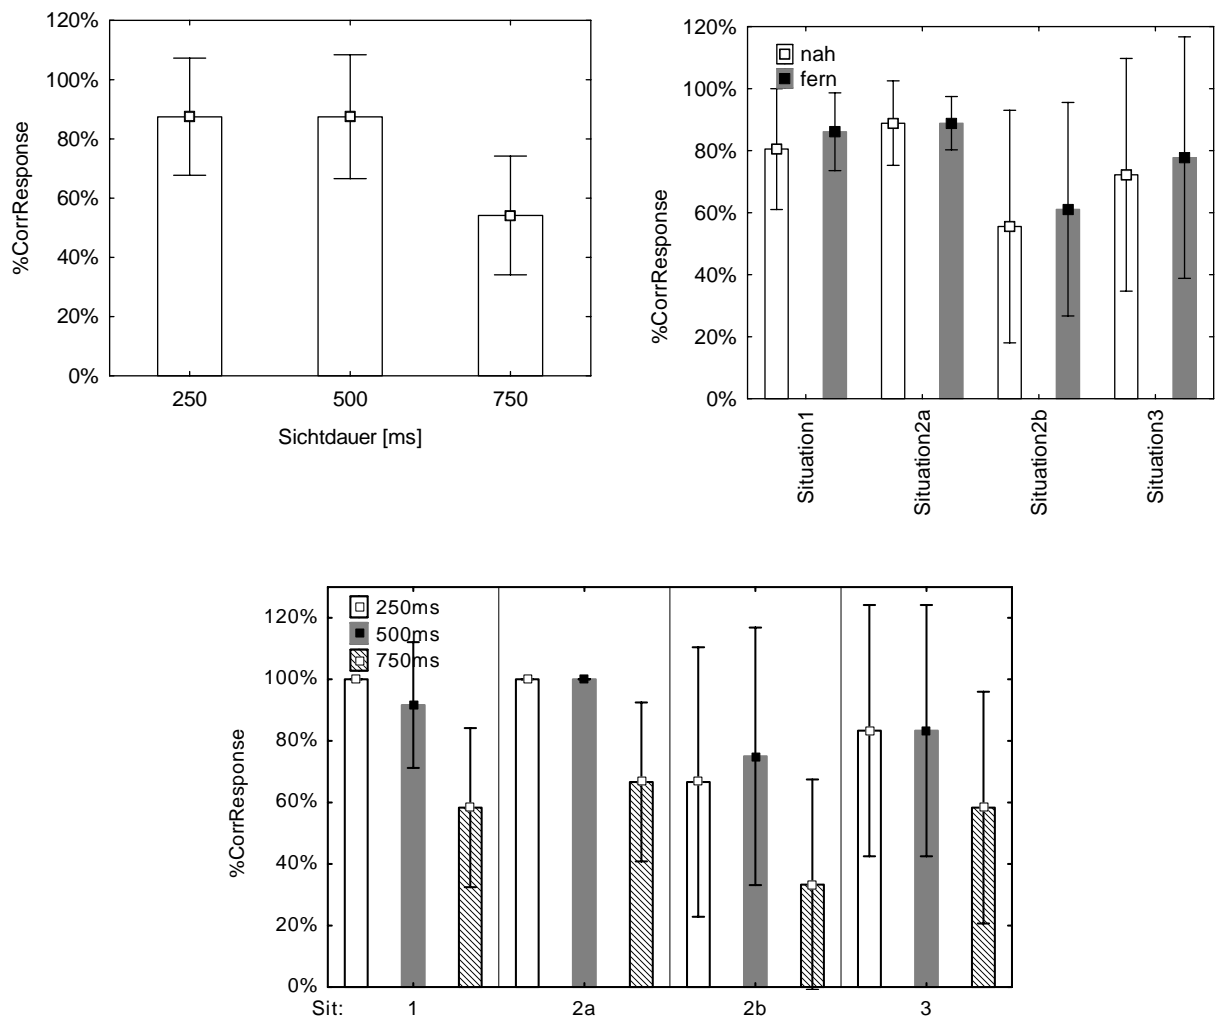 120%
100%
80%
60%
40%
20%
0%
%CorrResponse
250 500 750
Sichtdauer [ms]
120%
100%
80%
60%
40%
20%
0%
%CorrResponse
nah
fern
Situation1
Situation2a
Situation2b
Situation3
120%
100%
80%
60%
40%
20%
0%
%CorrResponse
250ms
500ms
750ms
Sit: 1 2a 2b 3